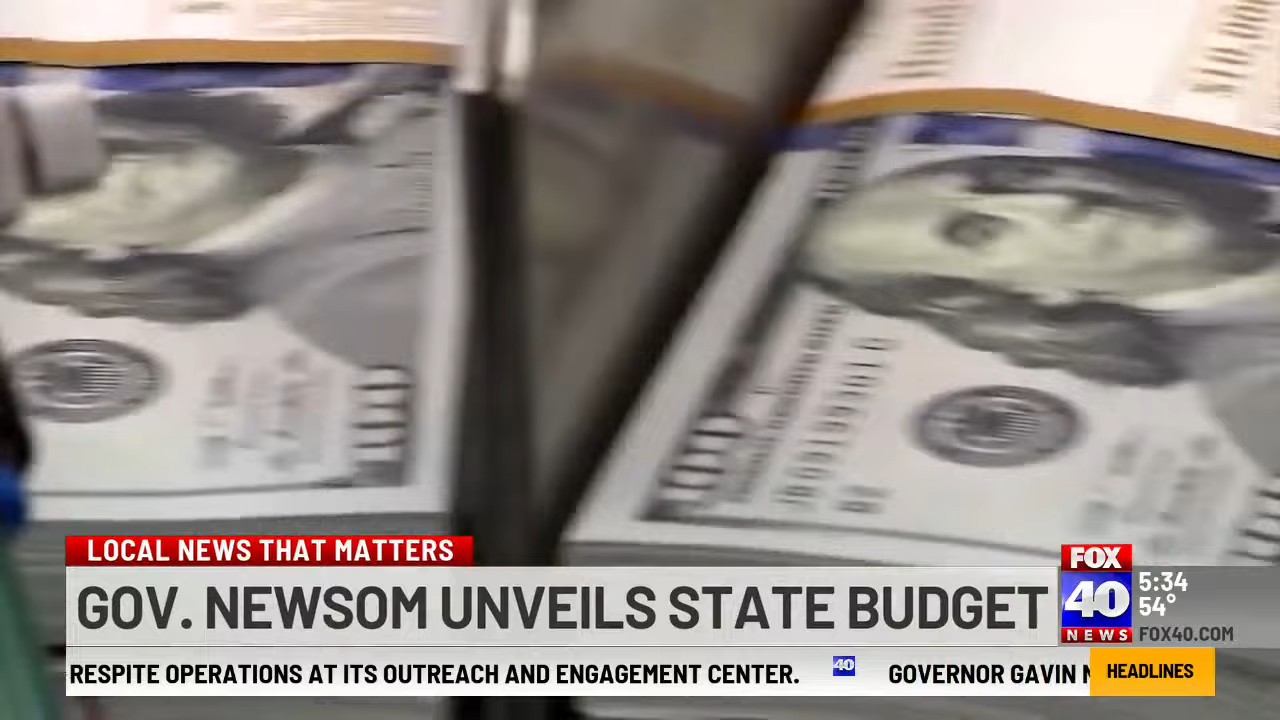 LOCAL NEWS THAT MATTERS
GOV. NEWSOM UNVEILS STATE BUDGET
FOX
40
NEWS
5:34
54°
FOX40.COM
RESPITE OPERATIONS AT ITS OUTREACH AND ENGAGEMENT CENTER.
40
GOVERNOR GAVIN
HEADLINES